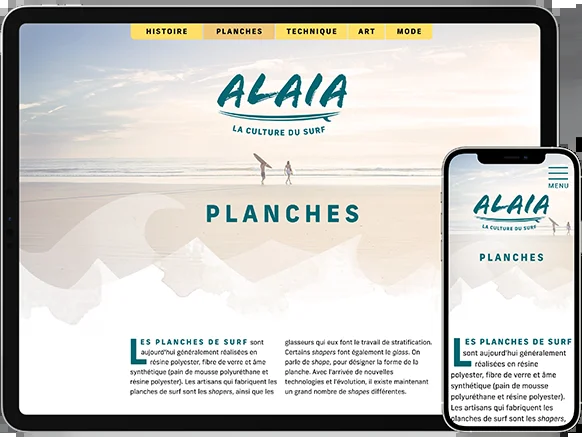 HISTOIRE PLANCHES TECHNIQUE ART MODE
ALAIA
LA CULTURE DU SURF
PLANCHES
LES PLANCHES DE SURF sont
aujourd'hui généralement réalisées en
résine polyester, fibre de verre et âme
synthétique (pain de mousse polyuréthane et
résine polyester). Les artisans qui fabriquent les
planches de surf sont les shapers, ainsi que les
glasseurs qui eux font le travail de stratification.
Certains shapers font également le glass. On
parle de shape, pour désigner la forme de la
planche. Avec l'arrivée de nouvelles
technologies et l'évolution, il existe maintenant
un grand nombre de shapes différentes.
MENU
ALAIA
LA CULTURE DU SURF
PLANCHES
LES PLANCHES DE SURF
sont aujourd'hui généralement
réalisées en résine
polyester, fibre de verre et âme
synthétique (pain de mousse
polyuréthane et résine polyester).
Les artisans qui fabriquent les
planches de surf sont les shapers,